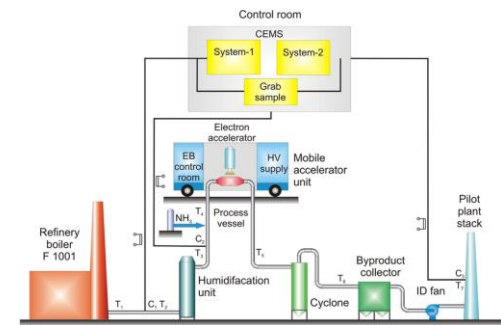 Control room
CEMS
System-1
System-2
Grab
sample
Electron
accelerator
EB
control
room
HV
supply
Mobile
accelerator
unit
NH₃
T₄
Process
vessel
C₂
T₃
T₅
Pilot
plant
stack
Refinery
boiler
F 1001
Humidifacation
unit
Byproduct
collector
T₆
C₃
T₇
ID fan
Cyclone
T₁
C, T₂